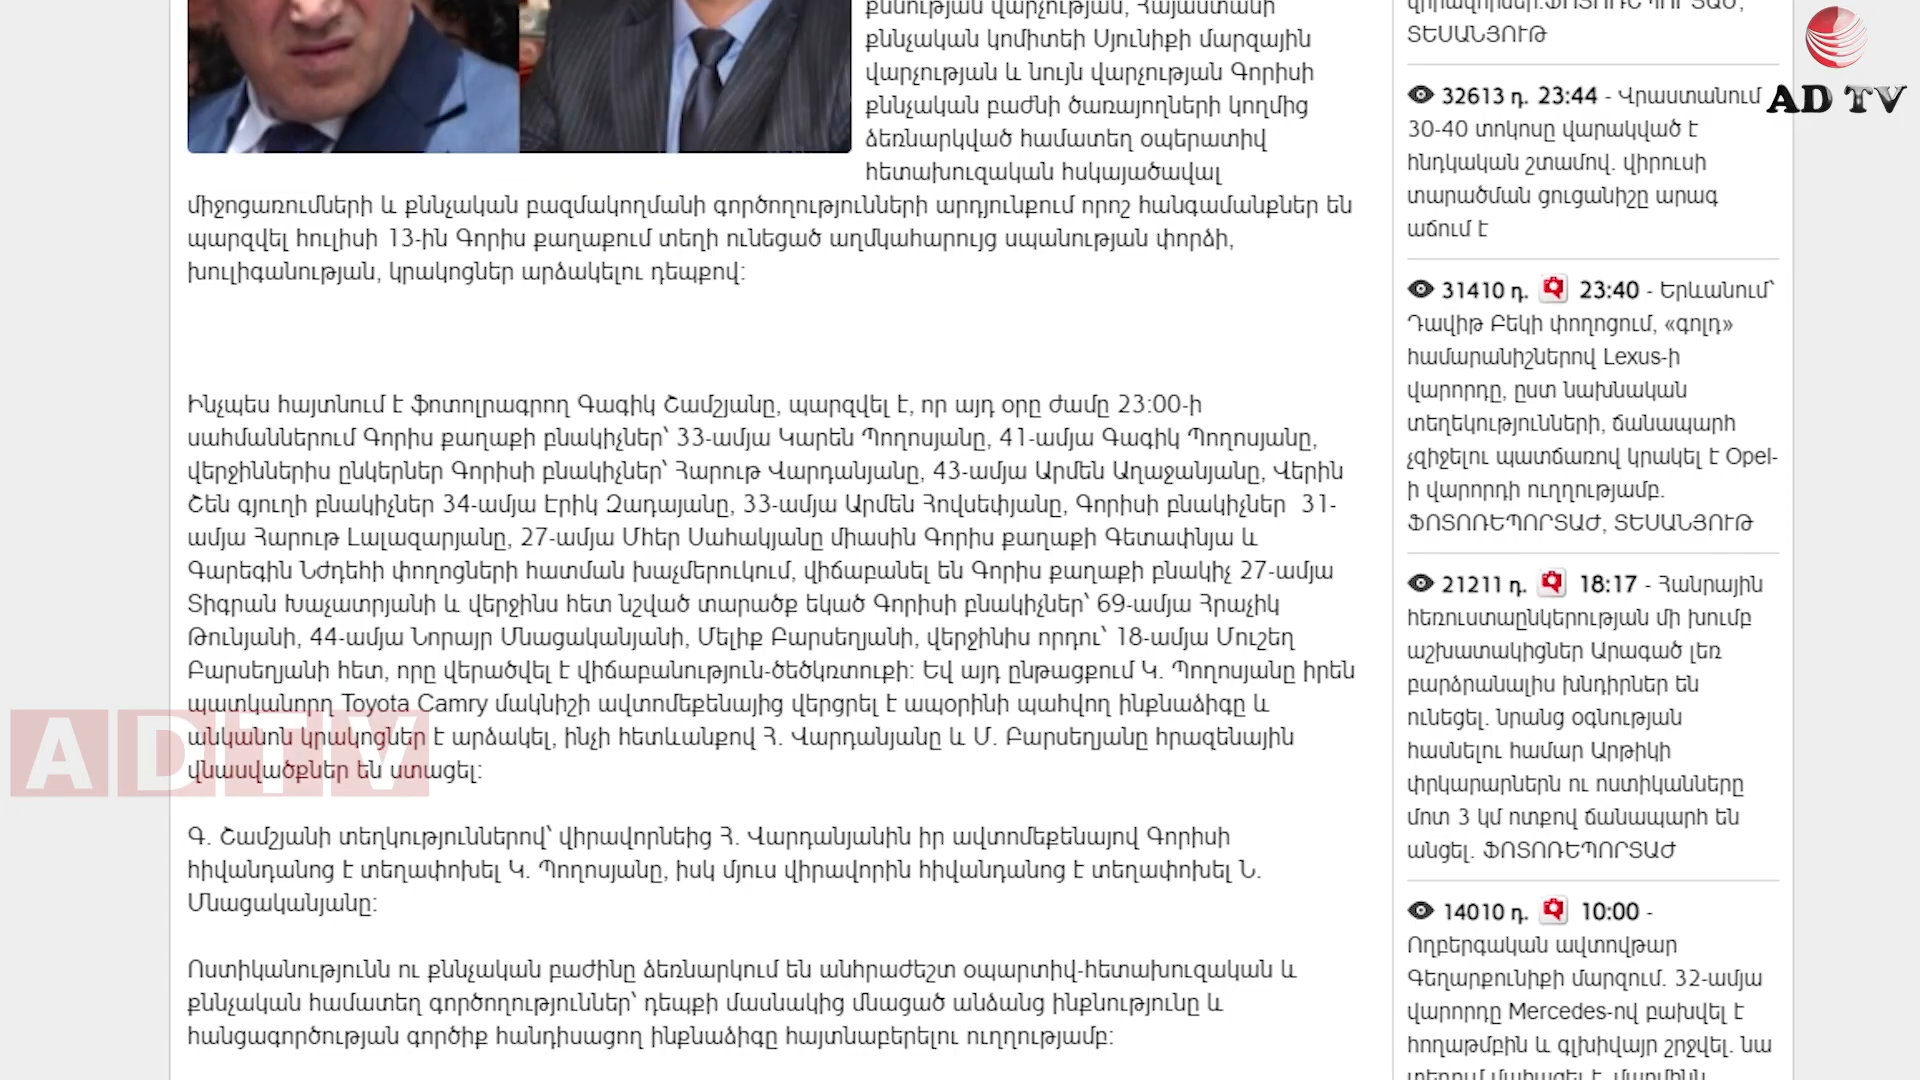 քննության վարչության, Հայաստանի
քննչական կոմիտեի Սյունիքի մարզային
վարչության և նույն վարչության Գորիսի
քննչական բաժնի ծառայողների կողմից
ձեռնարկված համատեղ օպերատիվ
հետախուզական հսկայածավալ
միջոցառումների և քննչական բազմակողմանի գործողությունների արդյունքում որոշ հանգամանքներ են
պարզվել հուլիսի 13-ին Գորիս քաղաքում տեղի ունեցած աղմկահարույց սպանության փորձի,
խուլիգանության, կրակոցներ արձակելու դեպքով:
Ինչպես հայտնում է ֆոտոլրագրող Գագիկ Շամշյանը, պարզվել է, որ այդ օրը ժամը 23:00-ի
սահմաններում Գորիս քաղաքի բնակիչներ՝ 33-ամյա Կարեն Պողոսյանը, 41-ամյա Գագիկ Պողոսյանը,
վերջիններիս ընկերներ Գորիսի բնակիչներ՝ Հարութ Վարդանյանը, 43-ամյա Արմեն Աղաջանյանը, Վերին
Շեն գյուղի բնակիչներ 34-ամյա Էրիկ Զադայանը, 33-ամյա Արմեն Հովսեփյանը, Գորիսի բնակիչներ 31-
ամյա Հարութ Լալազարյանը, 27-ամյա Մհեր Սահակյանը միասին Գորիս քաղաքի Գետափնյա և
Գարեգին Նժդեհի փողոցների հատման խաչմերուկում, վիճաբանել են Գորիս քաղաքի բնակիչ 27-ամյա
Տիգրան Խաչատրյանի և վերջինս հետ նշված տարածք եկած Գորիսի բնակիչներ՝ 69-ամյա Հրաչիկ
Թունյանի, 44-ամյա Նորայր Մնացականյանի, Մելիք Բարսեղյանի, վերջինիս որդու՝ 18-ամյա Մուշեղ
Բարսեղյանի հետ, որը վերածվել է վիճաբանություն-ծեծկռտուքի: Եվ այդ ընթացքում Կ. Պողոսյանը իրեն
պատկանող Toyota Camry մակնիշի ավտոմեքենայից վերցրել է ապօրինի պահվող ինքնաձիգը և
անկանոն կրակոցներ է արձակել, ինչի հետևանքով Հ. Վարդանյանը և Մ. Բարսեղյանը հրազենային
վնասվածքներ են ստացել:
Գ. Շամշյանի տեղկություններով՝ վիրավորնեից Հ. Վարդանյանին իր ավտոմեքենայով Գորիսի
հիվանդանոց է տեղափոխել Կ. Պողոսյանը, իսկ մյուս վիրավորին հիվանդանոց է տեղափոխել Ն.
Մնացականյանը:
Ոստիկանությունն ու քննչական բաժինը ձեռնարկում են անհրաժեշտ օպարտիվ-հետախուզական և
քննչական համատեղ գործողություններ՝ դեպքի մասնակից մնացած անձանց ինքնությունը և
հանցագործության գործիք հանդիսացող ինքնաձիգը հայտնաբերելու ուղղությամբ:
ADTV
ՏԵՍԱՆՅՈՒԹ
32613 դ. 23:44 - Վրաստանում
30-40 տոկոսը վարակված է
հնդկական շտամով. վիրուսի
տարածման ցուցանիշը արագ
աճում է
31410 դ. 23:40 - Երևանում՝
Դավիթ Բեկի փողոցում, «գոլդ»
համարանիշներով Lexus-ի
վարորդը, ըստ նախնական
տեղեկությունների, ճանապարհ
չզիջելու պատճառով կրակել է Opel-
ի վարորդի ուղղությամբ.
ՖՈՏՈՌԵՊՈՐՏԱԺ, ՏԵՍԱՆՅՈՒԹ
21211 դ. 18:17 - Հանրային
հեռուստաընկերության մի խումբ
աշխատակիցներ Արագած լեռ
բարձրանալիս խնդիրներ են
ունեցել. նրանց օգնության
հասնելու համար Արթիկի
փրկարարներն ու ոստիկանները
մոտ 3 կմ ոտքով ճանապարհ են
անցել. ՖՈՏՈՌԵՊՈՐՏԱԺ
14010 դ. 10:00 -
Ողբերգական ավտովթար
Գեղարքունիքի մարզում. 32-ամյա
վարորդը Mercedes-ով բախվել է
հողաթմբին և գլխիվայր շրջվել. նա
AD TV